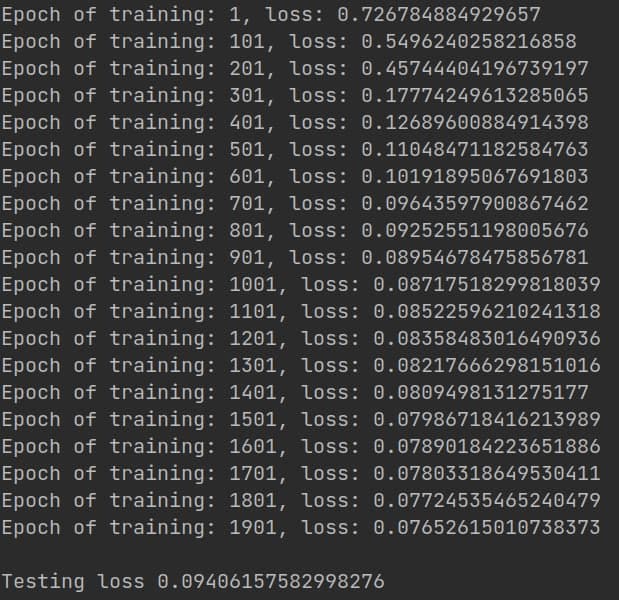 Epoch of training: 1, loss: 0.726784884929657
Epoch of training: 101, loss: 0.5496240258216858
Epoch of training: 201, loss: 0.45744404196739197
Epoch of training: 301, loss: 0.17774249613285065
Epoch of training: 401, loss: 0.12689600884914398
Epoch of training: 501, loss: 0.11048471182584763
Epoch of training: 601, loss: 0.10191895067691803
Epoch of training: 701, loss: 0.09643597900867462
Epoch of training: 801, loss: 0.09252551198005676
Epoch of training: 901, loss: 0.08954678475856781
Epoch of training: 1001, loss: 0.08717518299818039
Epoch of training: 1101, loss: 0.08522596210241318
Epoch of training: 1201, loss: 0.08358483016490936
Epoch of training: 1301, loss: 0.08217666298151016
Epoch of training: 1401, loss: 0.0809498131275177
Epoch of training: 1501, loss: 0.07986718416213989
Epoch of training: 1601, loss: 0.07890184223651886
Epoch of training: 1701, loss: 0.07803318649530411
Epoch of training: 1801, loss: 0.07724535465240479
Epoch of training: 1901, loss: 0.07652615010738373
Testing loss 0.09406157582998276